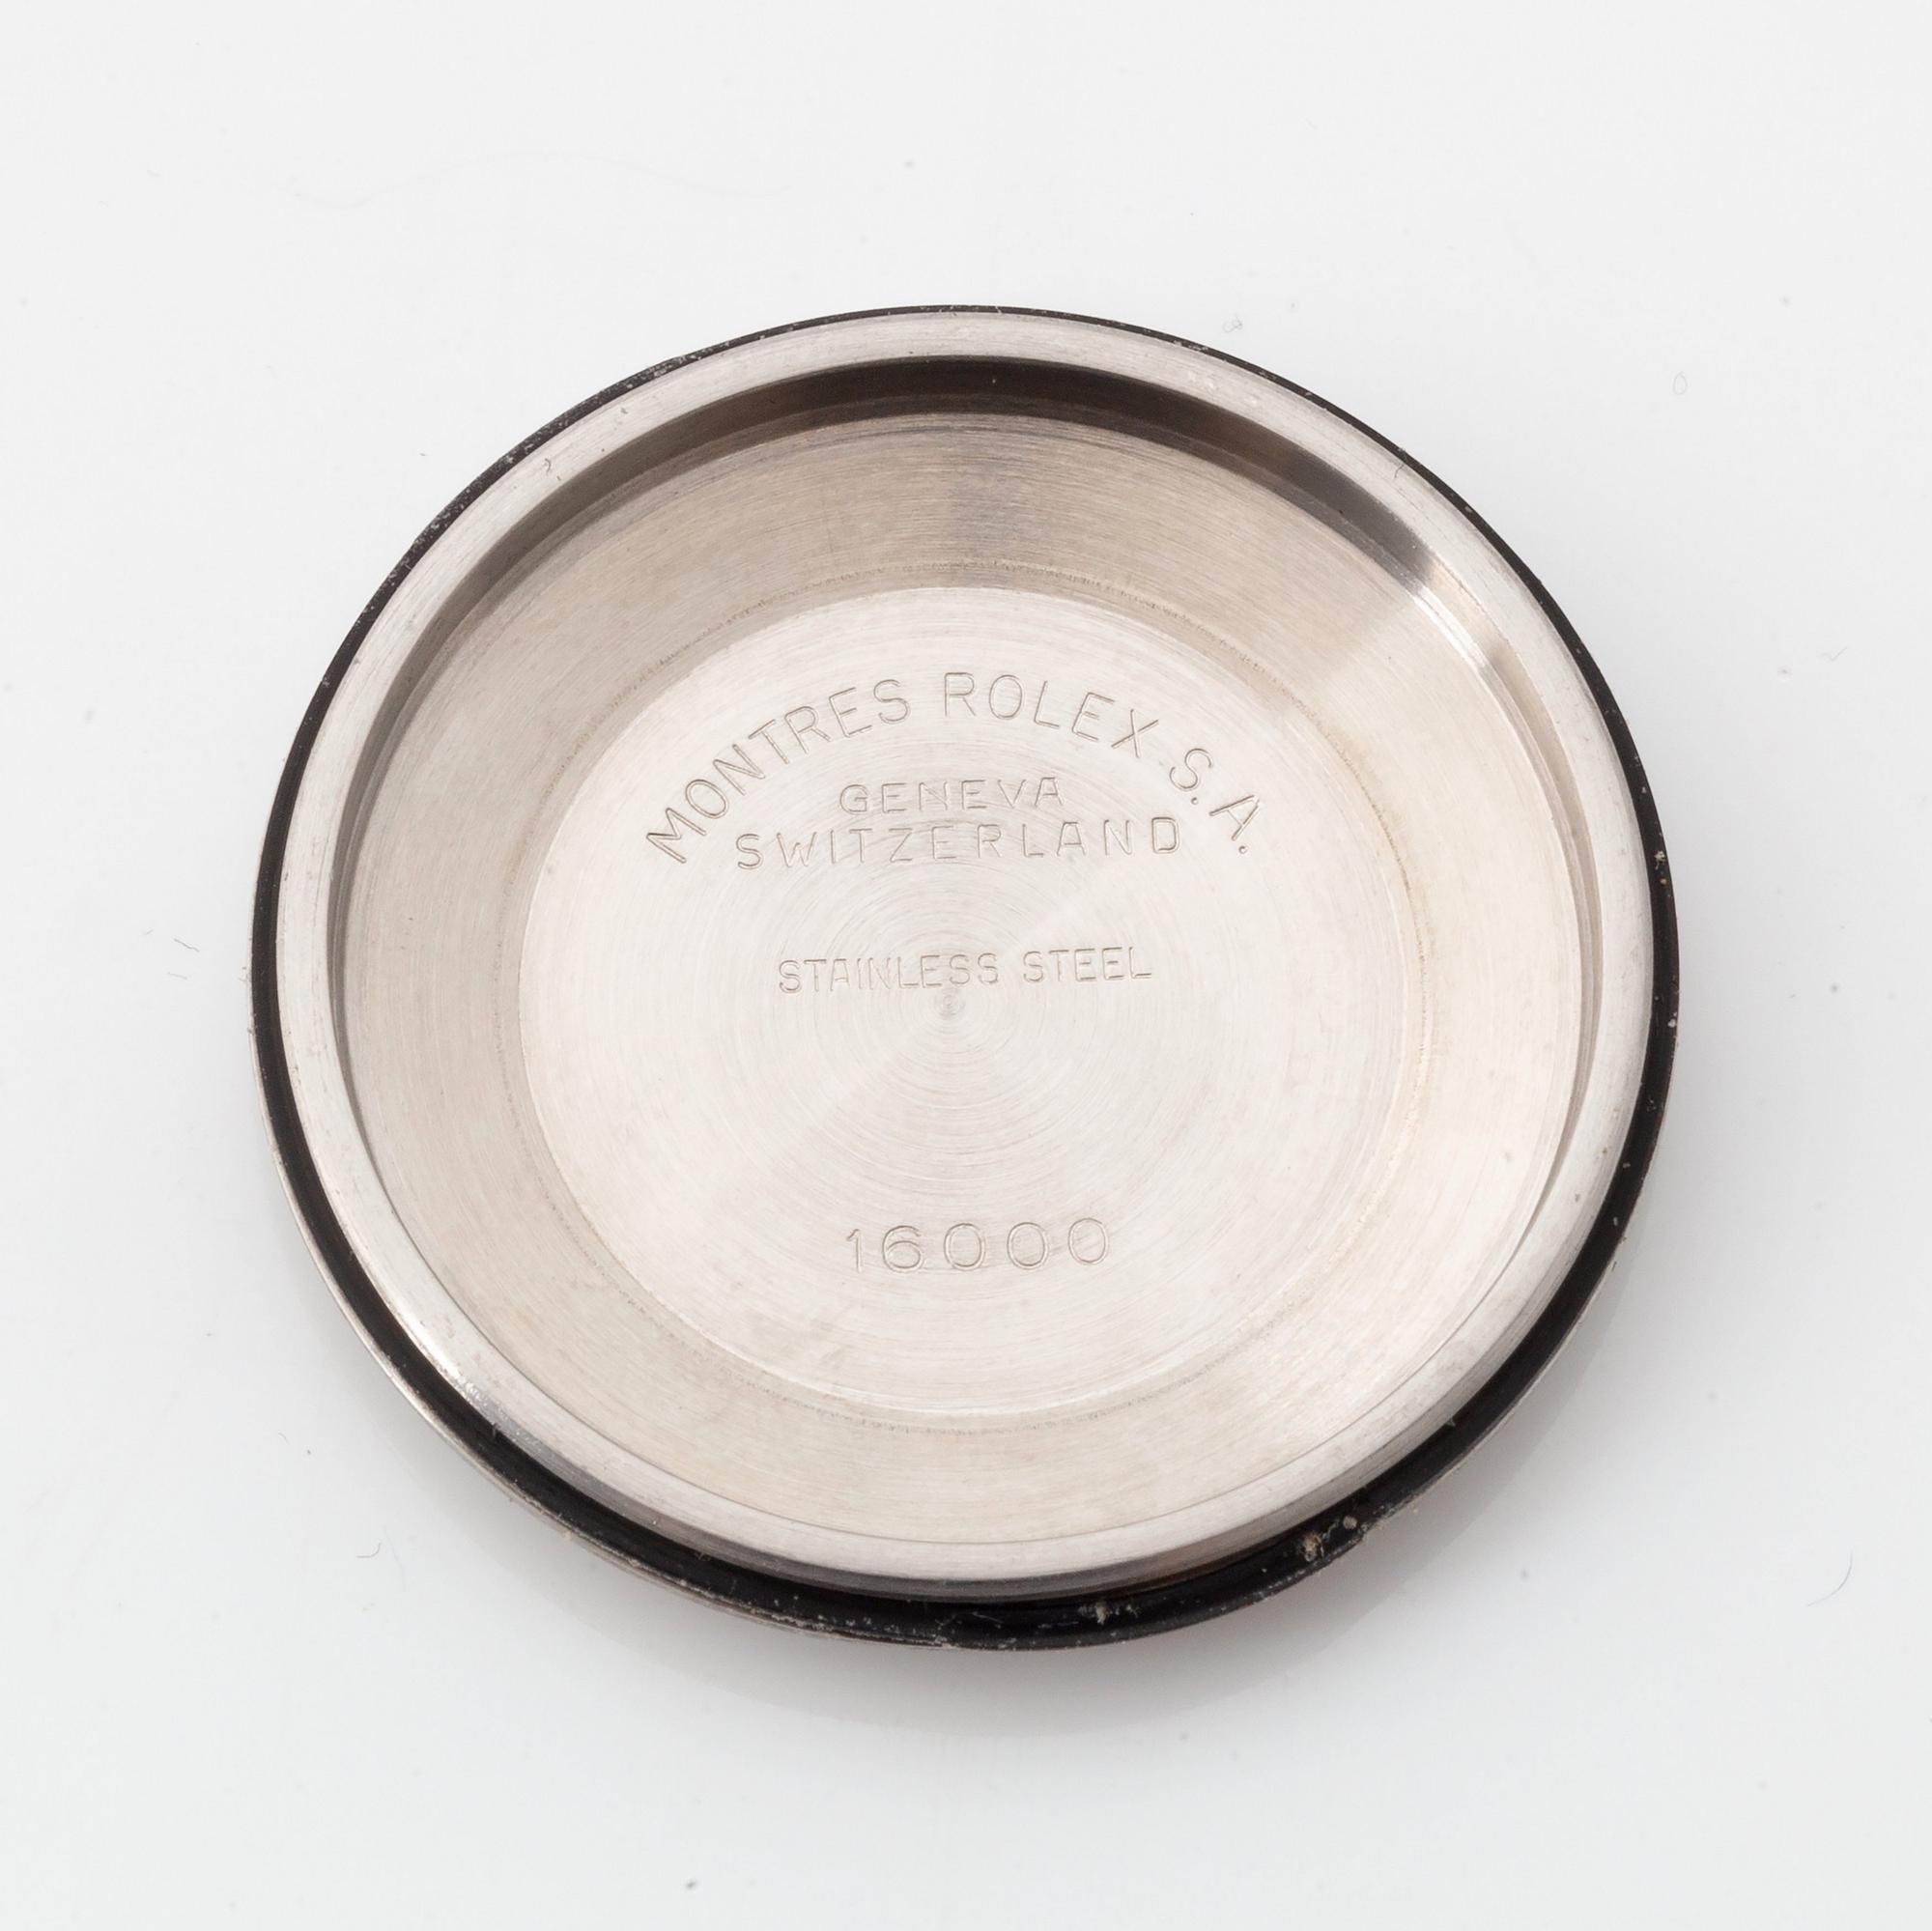 MONTRES ROLEX S.A.
GENEVA
SWITZERLAND
STAINLESS STEEL
16000